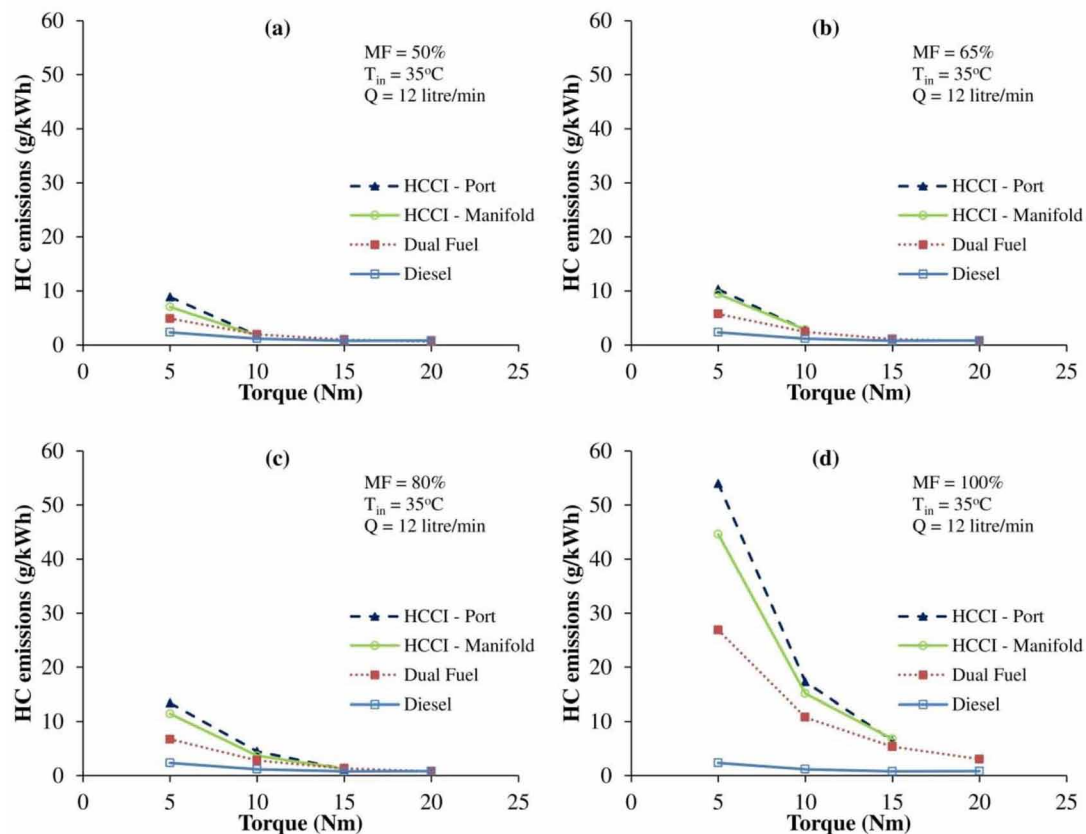 (a)
MF = 50%
T_in = 35°C
Q = 12 litre/min
HC emissions (g/kWh)
60
50
40
30
20
10
0
HCCI - Port
HCCI - Manifold
Dual Fuel
Diesel
0 5 10 15 20 25
Torque (Nm)
(b)
MF = 65%
T_in = 35°C
Q = 12 litre/min
HC emissions (g/kWh)
60
50
40
30
20
10
0
HCCI - Port
HCCI - Manifold
Dual Fuel
Diesel
0 5 10 15 20 25
Torque (Nm)
(c)
MF = 80%
T_in = 35°C
Q = 12 litre/min
HC emissions (g/kWh)
60
50
40
30
20
10
0
HCCI - Port
HCCI - Manifold
Dual Fuel
Diesel
0 5 10 15 20 25
Torque (Nm)
(d)
MF = 100%
T_in = 35°C
Q = 12 litre/min
HC emissions (g/kWh)
60
50
40
30
20
10
0
HCCI - Port
HCCI - Manifold
Dual Fuel
Diesel
0 5 10 15 20 25
Torque (Nm)